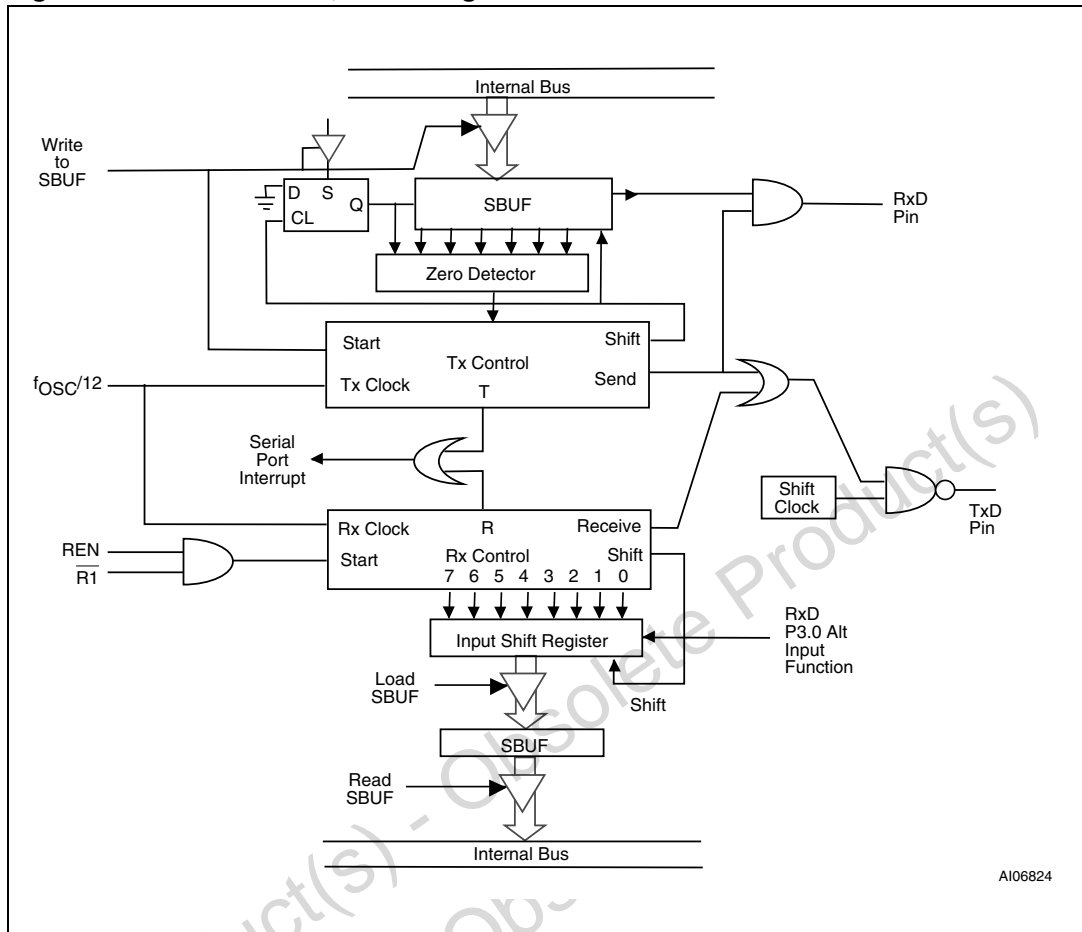 Internal Bus
Write
to
SBUF
D S
Q
CL
SBUF
RxD
Pin
Zero Detector
Start
Shift
Tx Control
fOSC/12
Tx Clock
Send
T
Serial
Port
Interrupt
Shift
Clock
TxD
Pin
Rx Clock
R
Receive
REN
R1
Start
Rx Control
Shift
7 6 5 4 3 2 1 0
Input Shift Register
RxD
P3.0 Alt
Input
Function
Load
SBUF
Shift
SBUF
Read
SBUF
Internal Bus
AI06824
uct(s) - Obsolete Product(s)